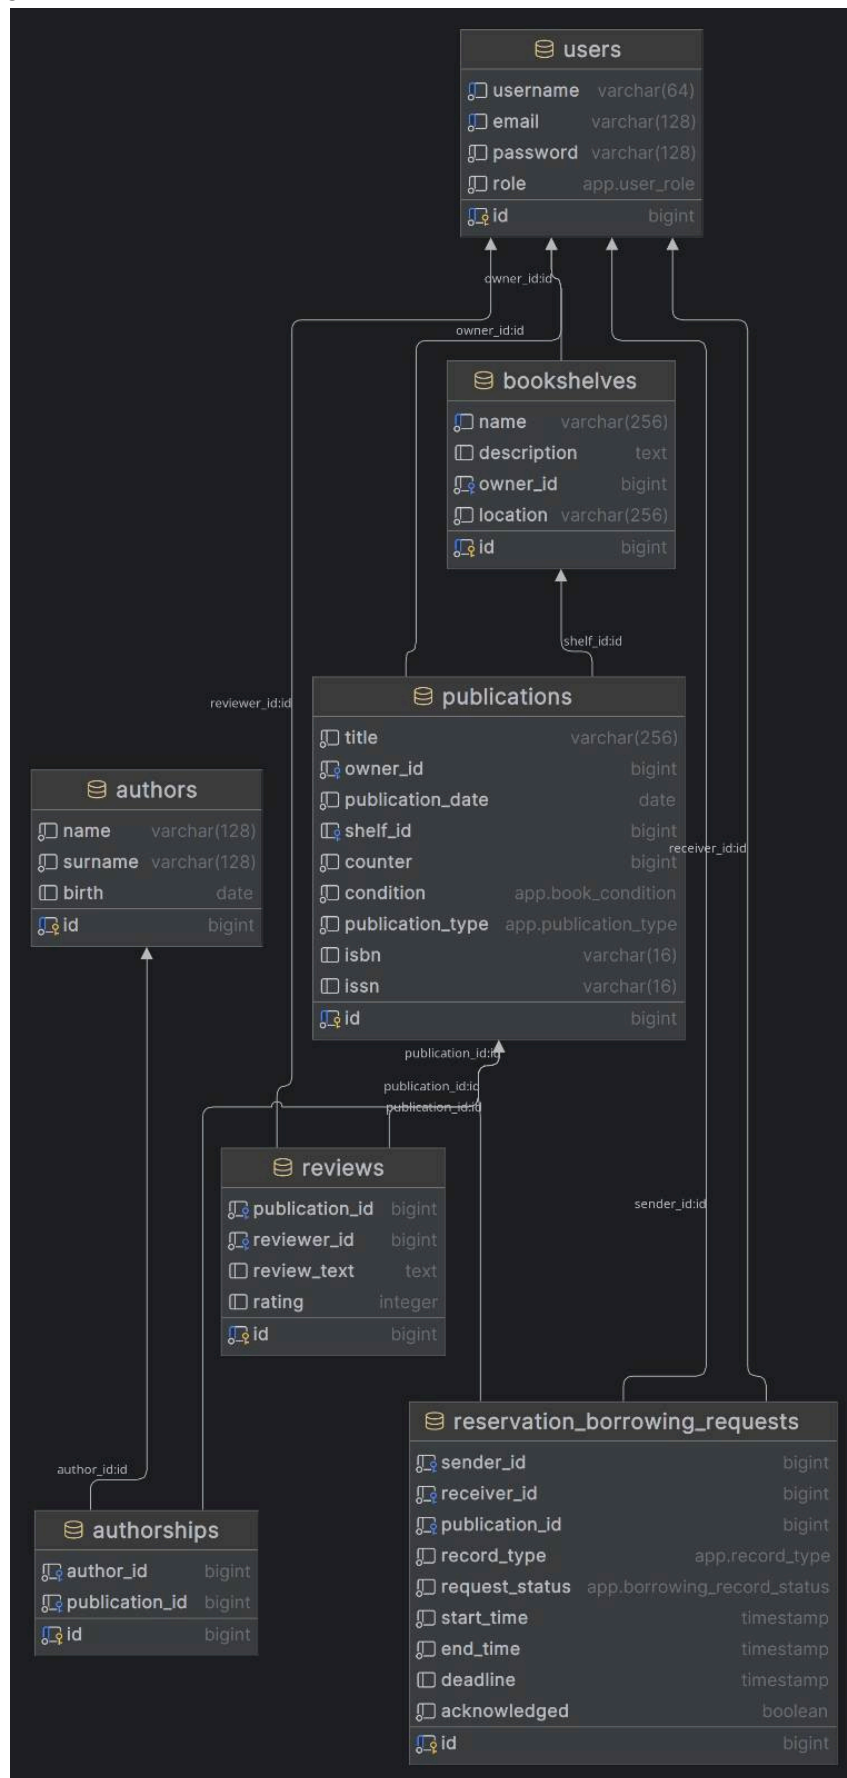 users
username varchar(64)
email varchar(128)
password varchar(128)
role app.user_role
id bigint
owner_id:id
owner_id:id
bookshelves
name varchar(256)
description text
owner_id bigint
location varchar(256)
id bigint
shelf_id:id
reviewer_id:id
publications
title varchar(256)
owner_id bigint
publication_date date
shelf_id bigint
counter bigint
condition app.book_condition
publication_type app.publication_type
isbn varchar(16)
issn varchar(16)
id bigint
authors
name varchar(128)
surname varchar(128)
birth date
id bigint
receiver_id:id
publication_id:id
publication_id:id
publication_id:id
reviews
publication_id bigint
reviewer_id bigint
review_text text
rating integer
id bigint
sender_id:id
reservation_borrowing_requests
sender_id bigint
receiver_id bigint
publication_id bigint
record_type app.record_type
request_status app.borrowing_record_status
start_time timestamp
end_time timestamp
deadline timestamp
acknowledged boolean
id bigint
author_id:id
authorships
author_id bigint
publication_id bigint
id bigint